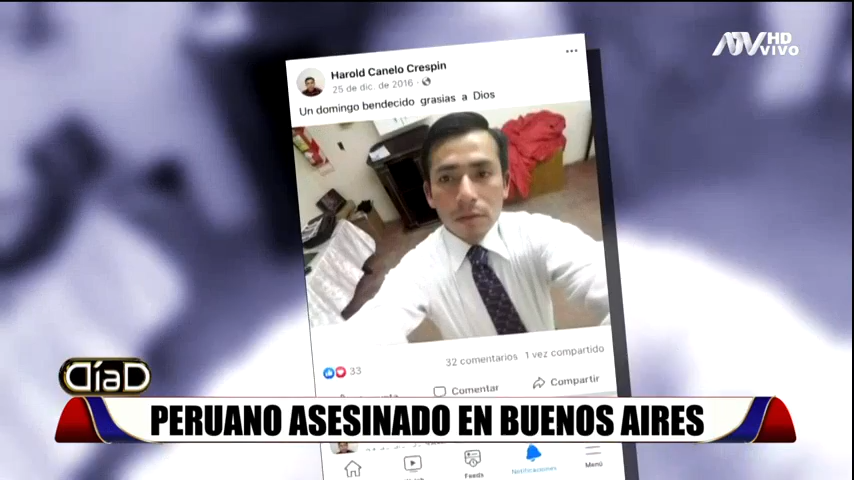 ATV HD
VIVO
Harold Canelo Crespin
25 de dic. de 2016 ·
Un domingo bendecido grasias a Dios
33
32 comentarios 1 vez compartido
Comentar
Compartir
DíaD
PERUANO ASESINADO EN BUENOS AIRES
Feeds
Notificaciones
Menú